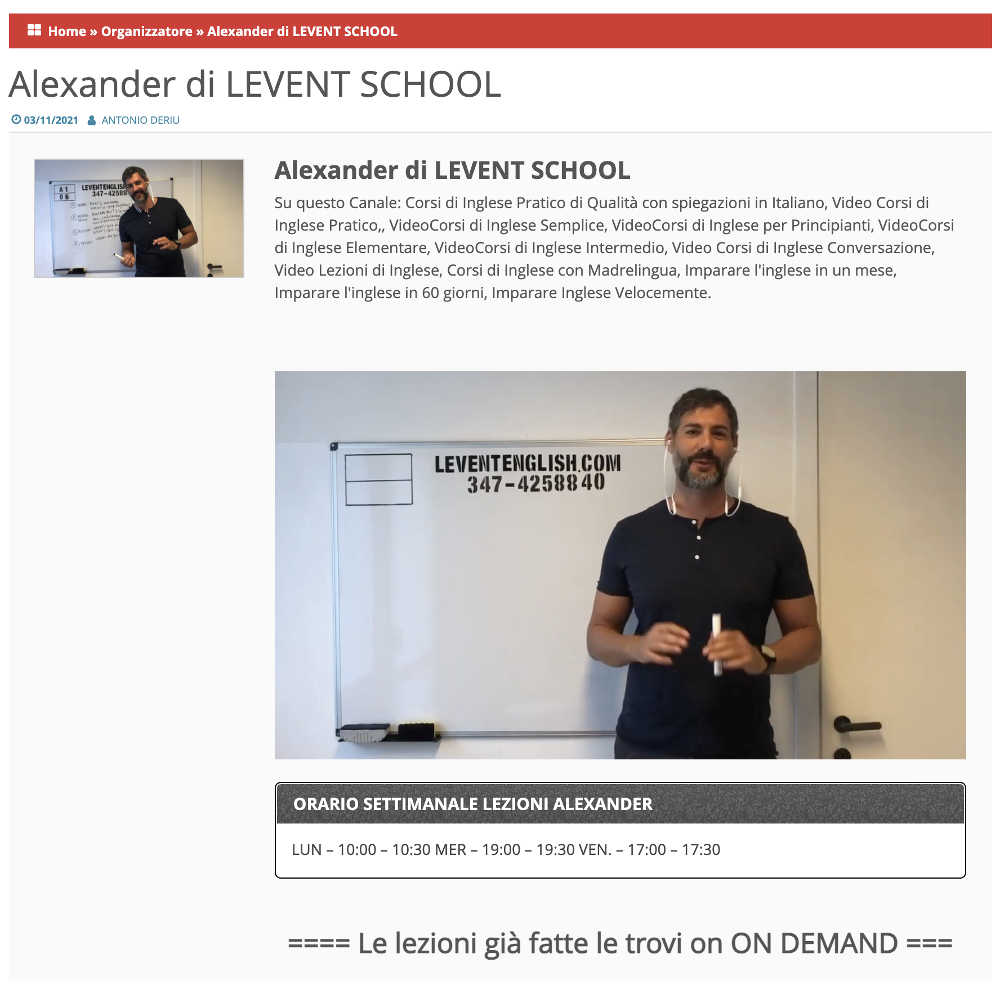 Home » Organizzatore » Alexander di LEVENT SCHOOL
Alexander di LEVENT SCHOOL
03/11/2021 ANTONIO DERIU
A1
06
LEVENTENGLISH
347-42588
Alexander di LEVENT SCHOOL
Su questo Canale: Corsi di Inglese Pratico di Qualità con spiegazioni in Italiano, Video Corsi di
Inglese Pratico,, VideoCorsi di Inglese Semplice, VideoCorsi di Inglese per Principianti, VideoCorsi
di Inglese Elementare, VideoCorsi di Inglese Intermedio, Video Corsi di Inglese Conversazione,
Video Lezioni di Inglese, Corsi di Inglese con Madrelingua, Imparare l'inglese in un mese,
Imparare l'inglese in 60 giorni, Imparare Inglese Velocemente.
LEVENTENGLISH.COM
347-4258840
ORARIO SETTIMANALE LEZIONI ALEXANDER
LUN – 10:00 – 10:30 MER – 19:00 – 19:30 VEN. – 17:00 – 17:30
==== Le lezioni già fatte le trovi on ON DEMAND ===